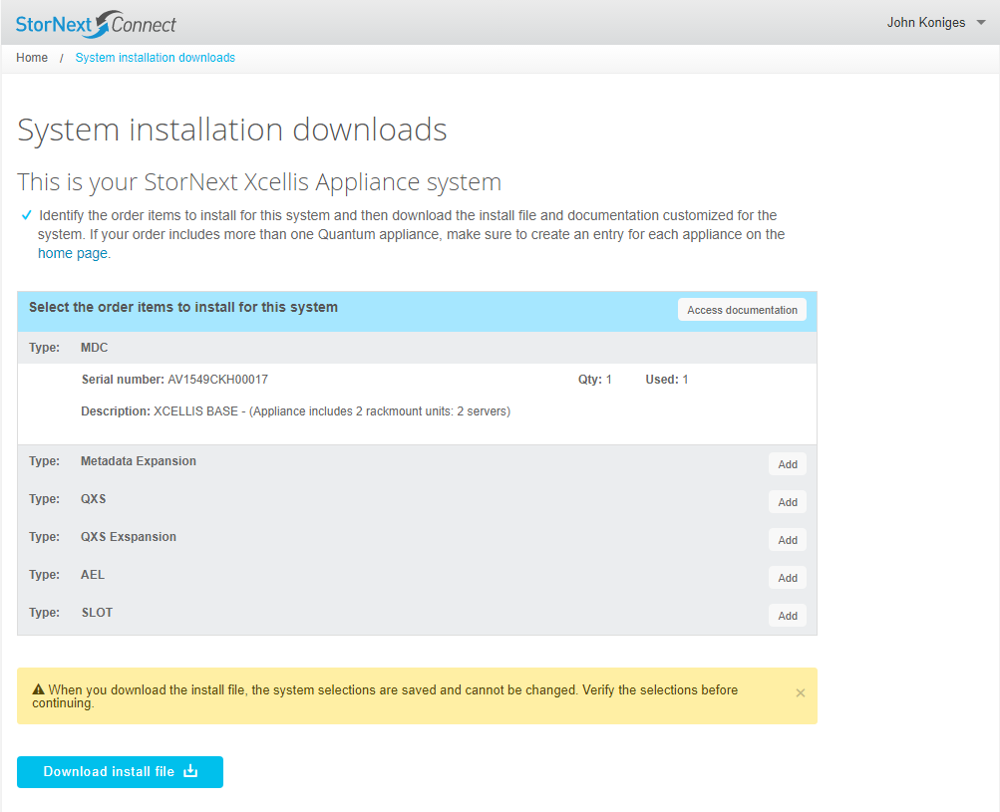 StorNext Connect
John Koniges
Home / System installation downloads
System installation downloads
This is your StorNext Xcellis Appliance system
Identify the order items to install for this system and then download the install file and documentation customized for the
system. If your order includes more than one Quantum appliance, make sure to create an entry for each appliance on the
home page.
Select the order items to install for this system
Access documentation
Type: MDC
Serial number: AV1549CKH00017 Qty: 1 Used: 1
Description: XCELLIS BASE - (Appliance includes 2 rackmount units: 2 servers)
Type: Metadata Expansion Add
Type: QXS Add
Type: QXS Exspansion Add
Type: AEL Add
Type: SLOT Add
When you download the install file, the system selections are saved and cannot be changed. Verify the selections before
continuing.
×
Download install file